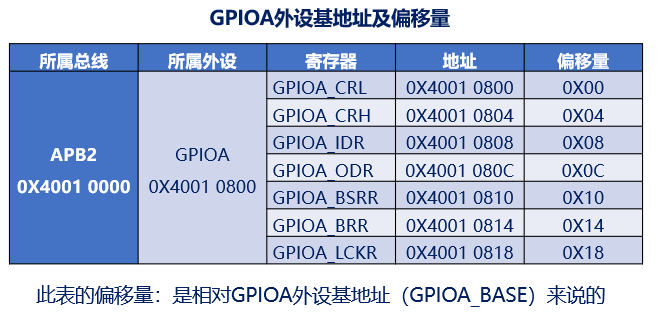 GPIOA外设基地址及偏移量
所属总线 所属外设 寄存器 地址 偏移量
APB2
0X4001 0000
GPIOA
0X4001 0800
GPIOA_CRL 0X4001 0800 0X00
GPIOA_CRH 0X4001 0804 0X04
GPIOA_IDR 0X4001 0808 0X08
GPIOA_ODR 0X4001 080C 0X0C
GPIOA_BSRR 0X4001 0810 0X10
GPIOA_BRR 0X4001 0814 0X14
GPIOA_LCKR 0X4001 0818 0X18
此表的偏移量：是相对GPIOA外设基地址（GPIOA_BASE）来说的